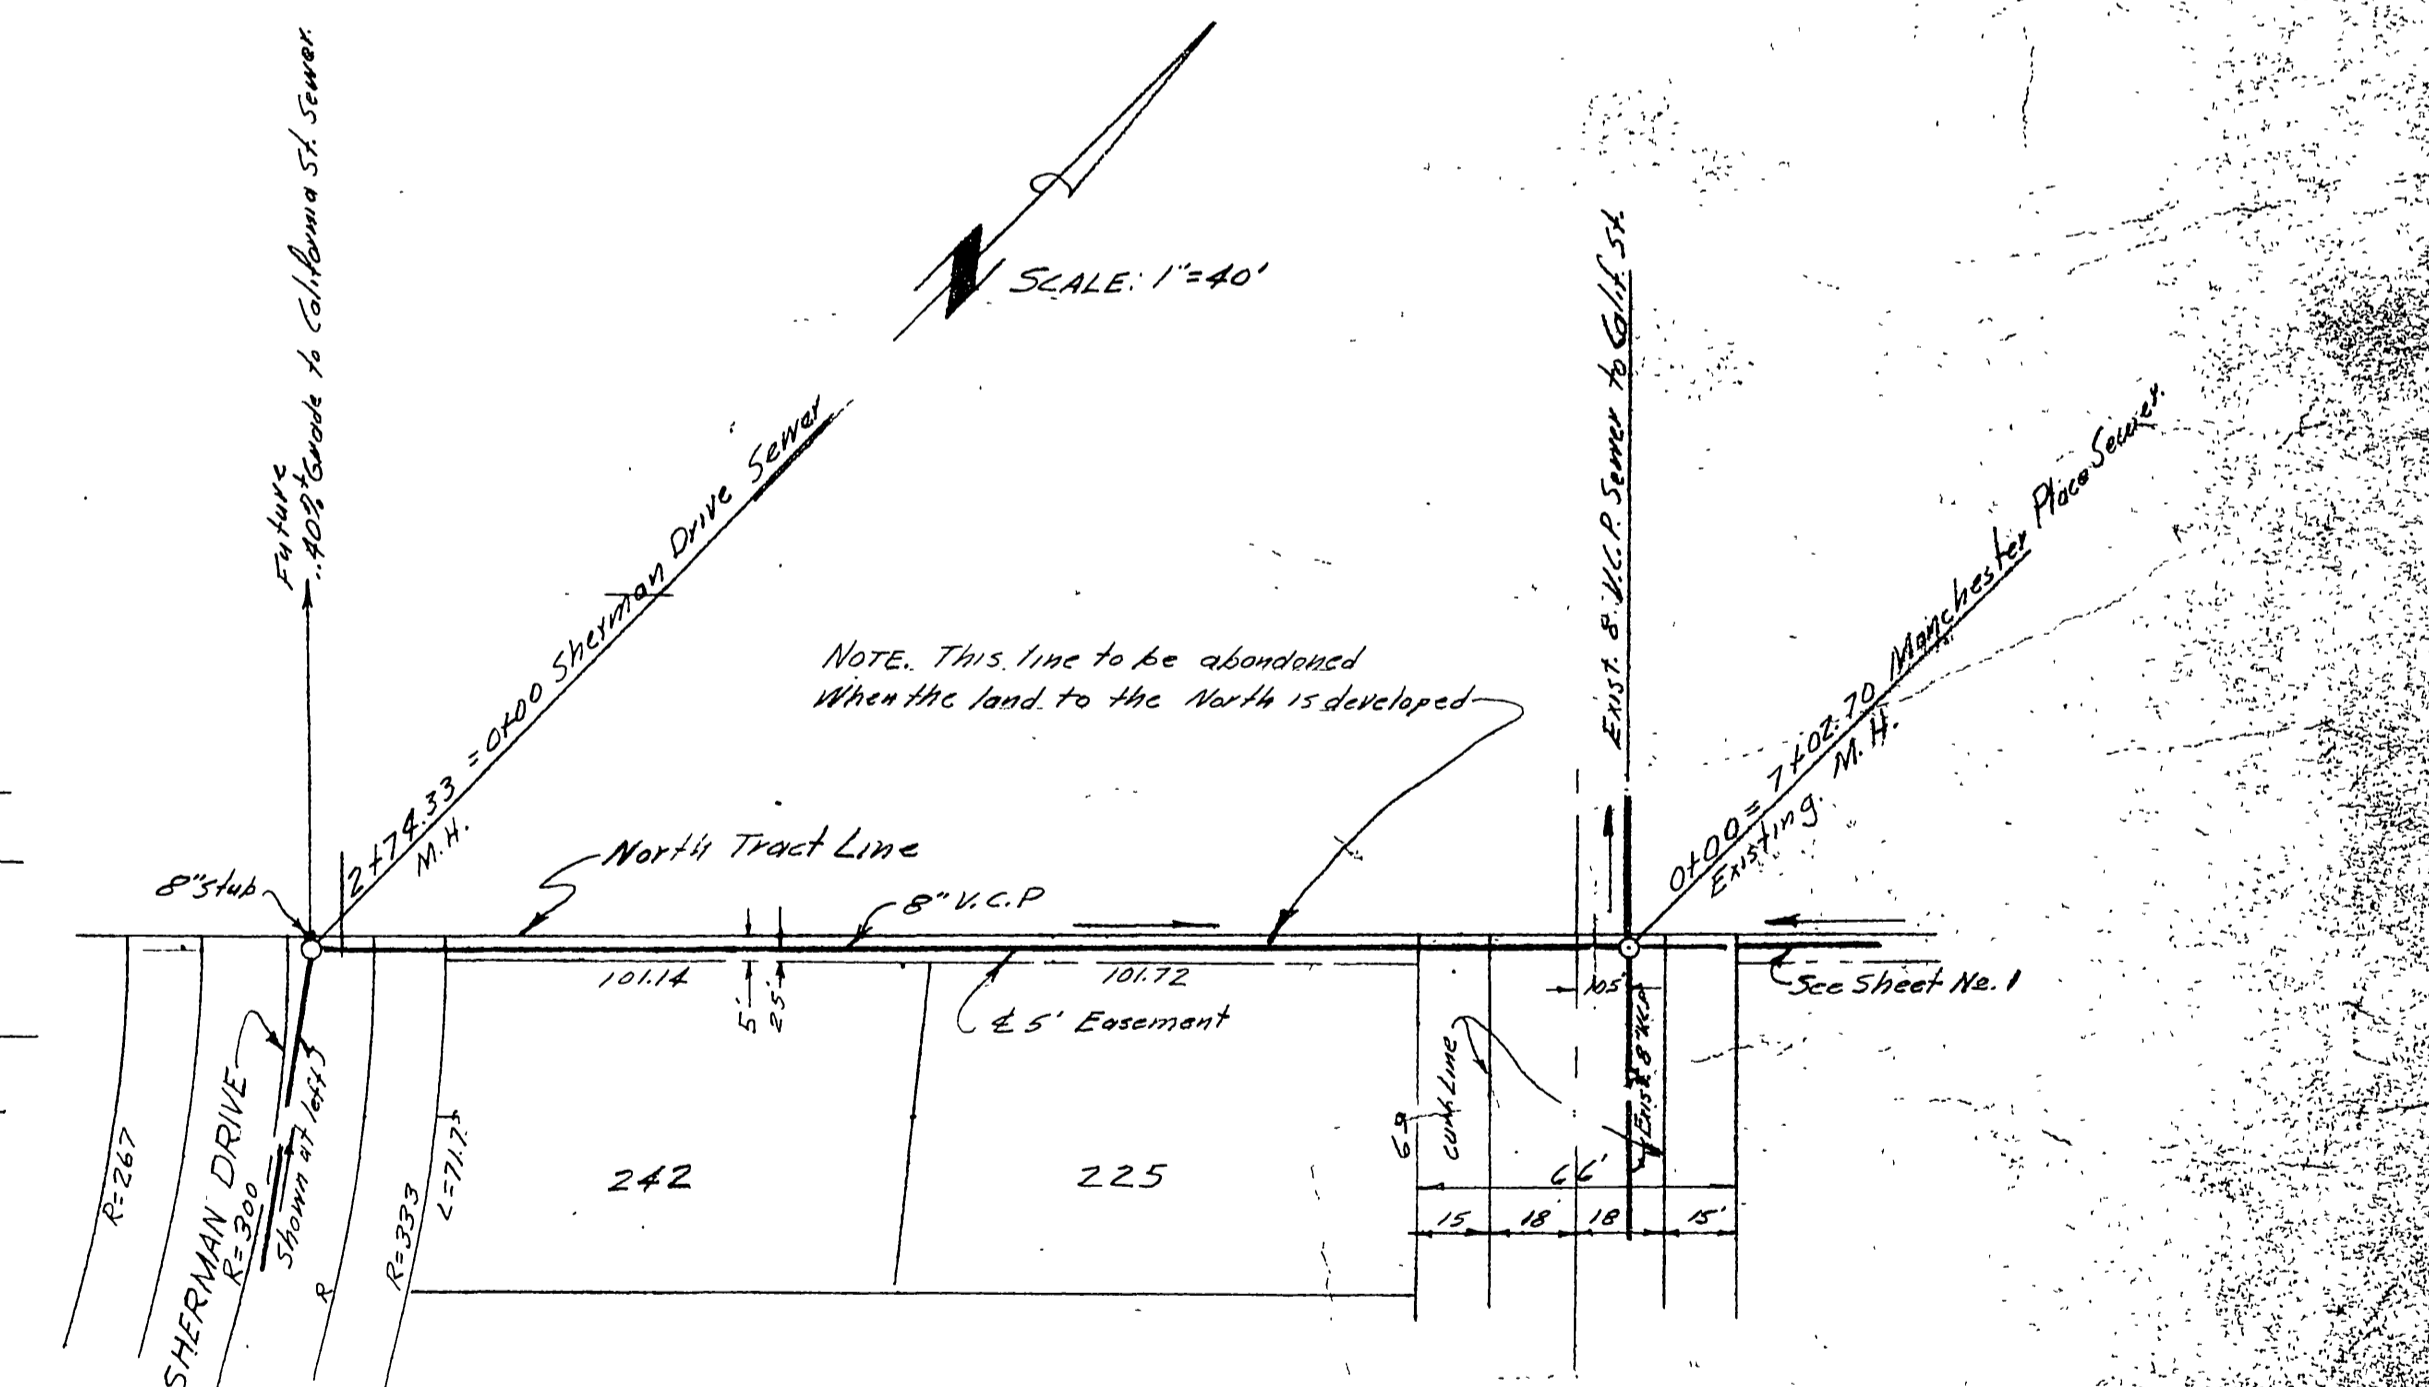 Future
.40%± Grade to California St. Sewer.
N
SCALE: 1"=40'
2+74.33 = 0+00 Sherman Drive Sewer
M.H.
Exist. 8" V.C.P. Sewer to Calif. St.
0+00 = 7+02.70 Manchester Place Sewer
Existing. M.H.
NOTE. This line to be abandoned
When the land to the North is developed
8" stub
North Tract Line
8" V.C.P
101.14
5'
2.5'
101.72
℄ 5' Easement
10.5'
See Sheet No. 1
Exist. 8" V.C.P.
Curb Line
69
SHERMAN DRIVE
R=300
Shown at left
R=267
R
R=333
L=71.17
242
225
66'
15
18
18
15'